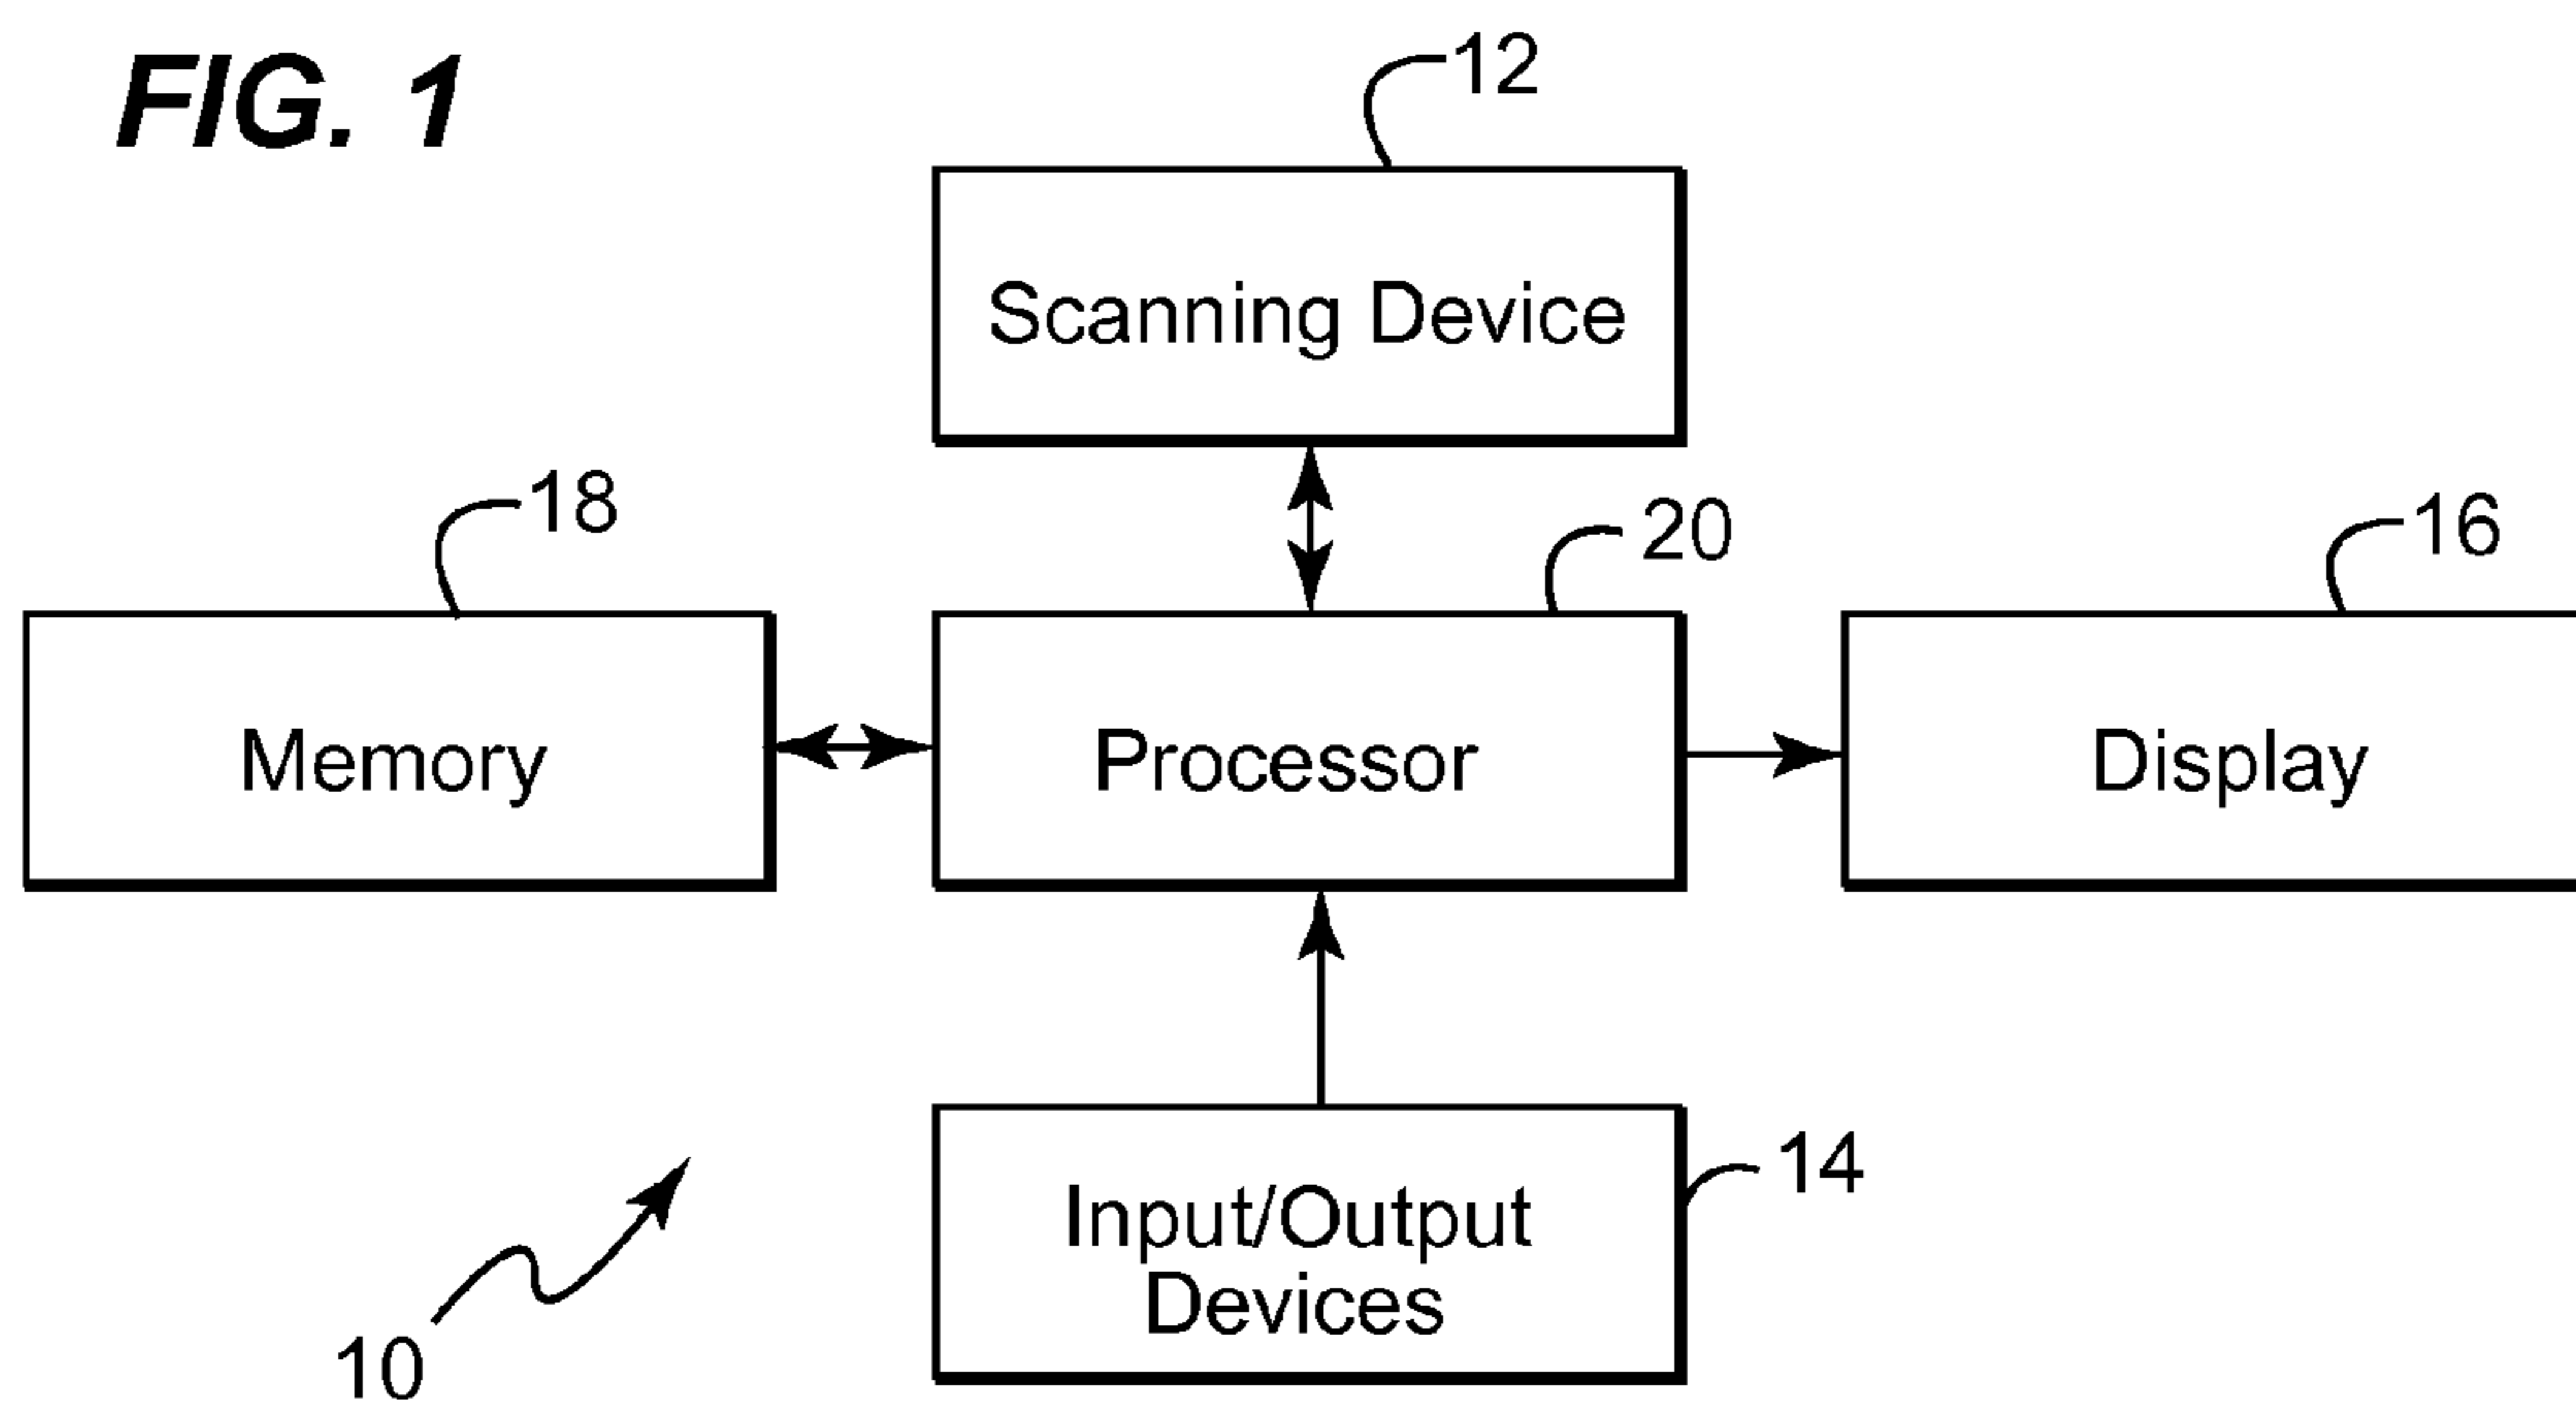 FIG. 1
12
Scanning Device
18
20
16
Memory
Processor
Display
14
Input/Output
Devices
10